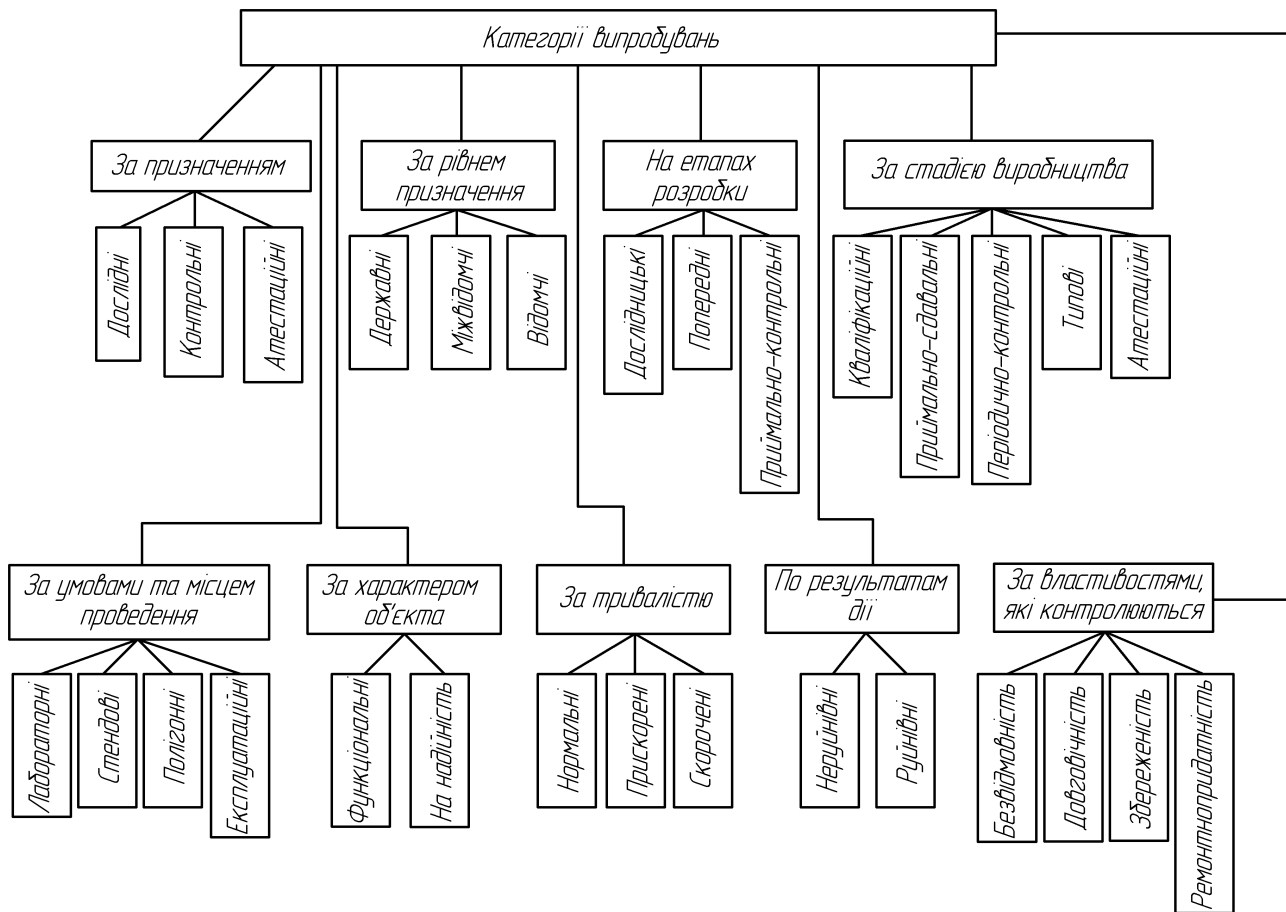 Категорії випробувань
За призначенням
За рівнем
призначення
На етапах
розробки
За стадією виробництва
Дослідні
Контрольні
Атестаційні
Державні
Міжвідомчі
Відомчі
Дослідницькі
Попередні
Приймально-контрольні
Кваліфікаційні
Приймально-сдавальні
Періодично-контрольні
Типові
Атестаційні
За умовами та місцем
проведення
За характером
об'єкта
За тривалістю
По результатам
дії
За властивостями,
які контролюються
Лабораторні
Стендові
Полігонні
Експлуатаційні
Функціональні
На надійність
Нормальні
Прискорені
Скорочені
Неруйнівні
Руйнівні
Безвідмовність
Довговічність
Збереженість
Ремонтнопридатність